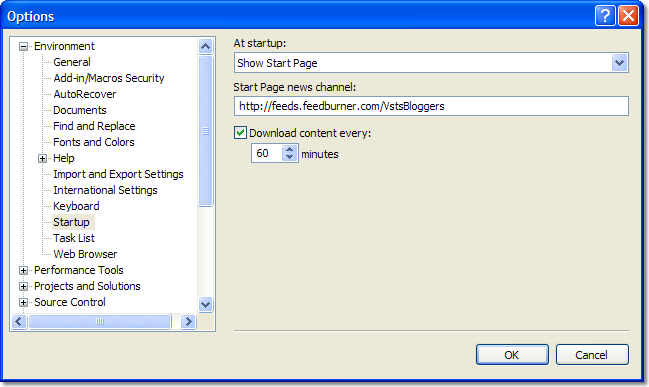 Options
Environment
General
Add-in/Macros Security
AutoRecover
Documents
Find and Replace
Fonts and Colors
Help
Import and Export Settings
International Settings
Keyboard
Startup
Task List
Web Browser
Performance Tools
Projects and Solutions
Source Control
At startup:
Show Start Page
Start Page news channel:
http://feeds.feedburner.com/VstsBloggers
Download content every:
60 minutes
OK Cancel